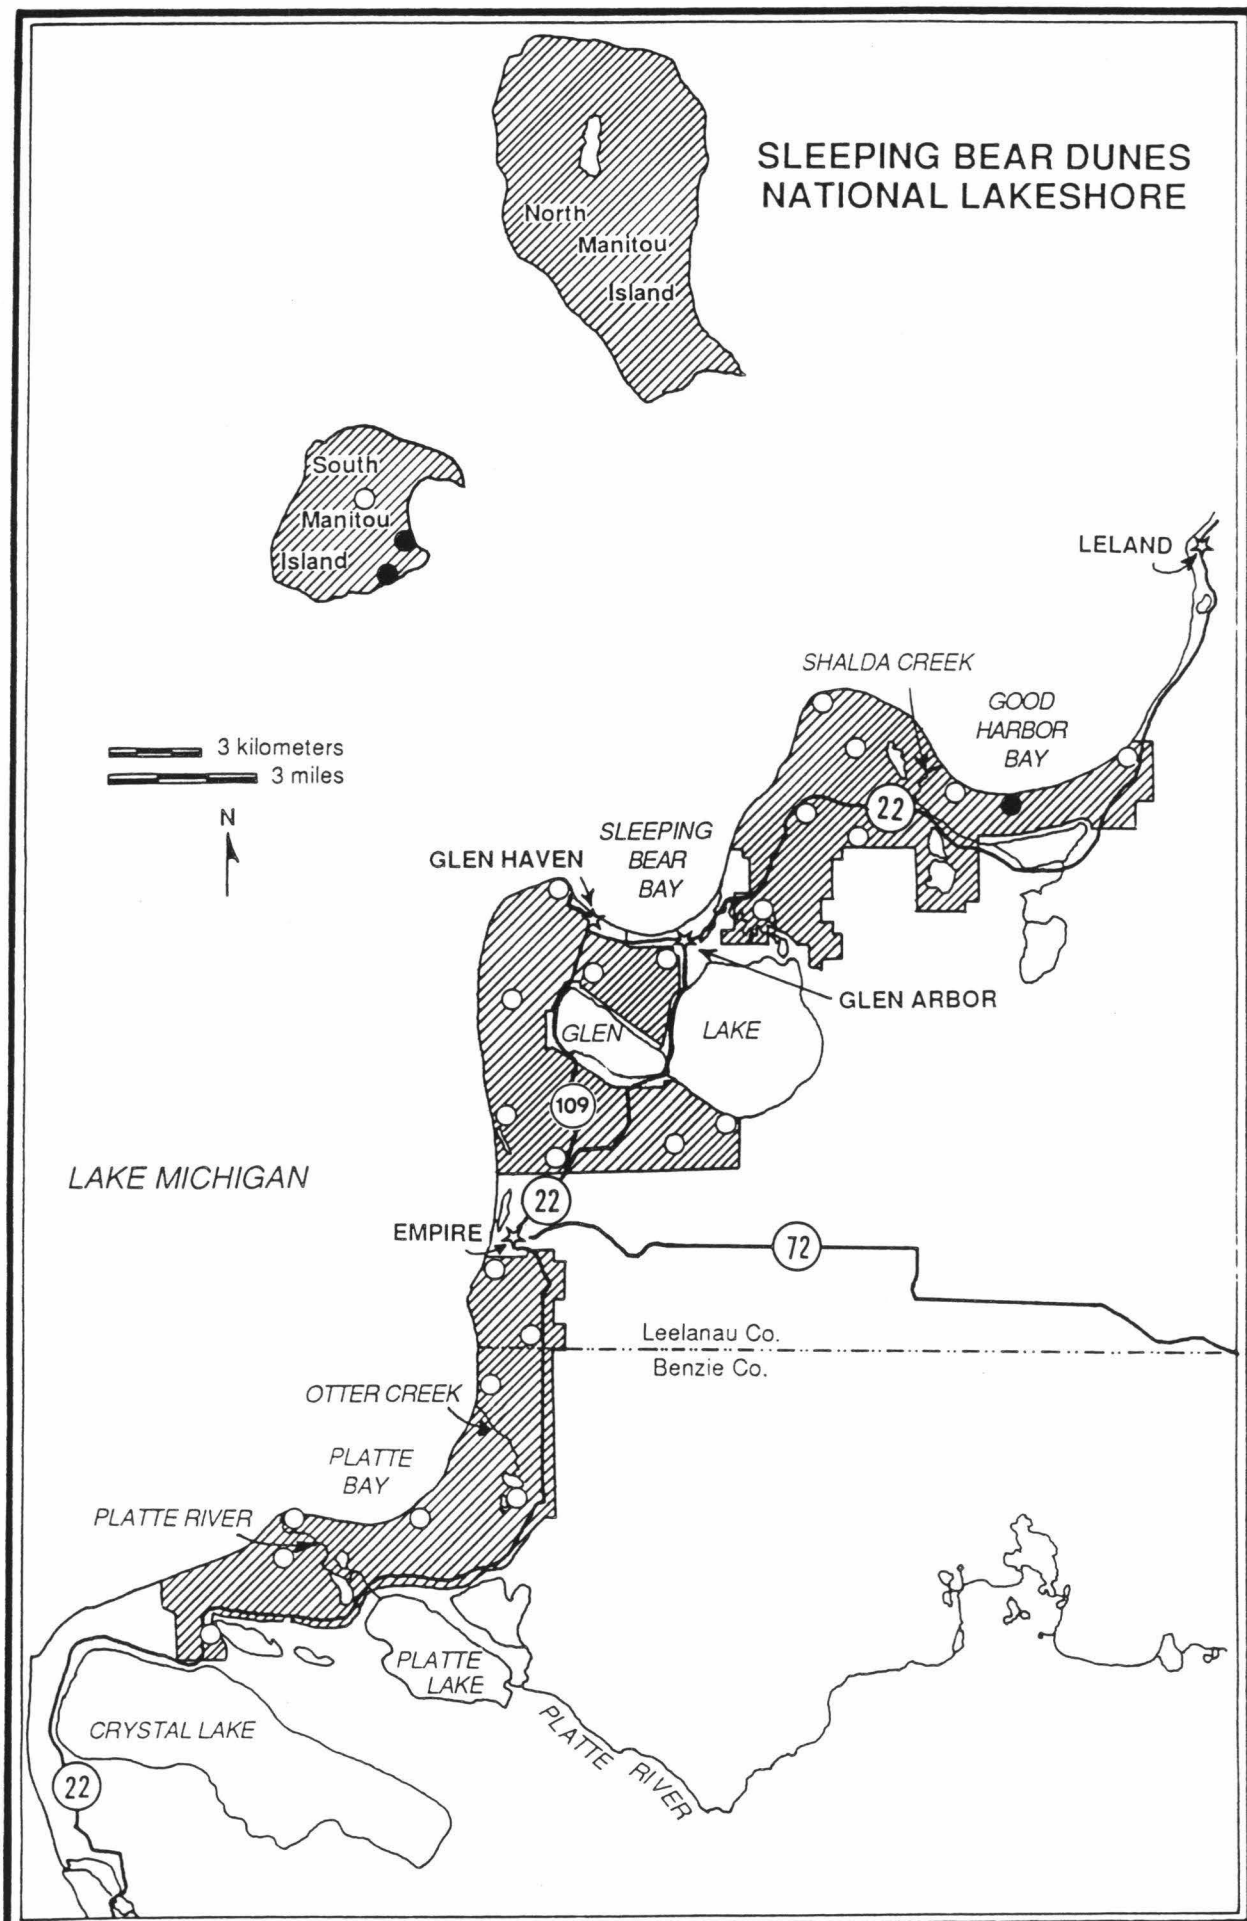 SLEEPING BEAR DUNES
NATIONAL LAKESHORE
North
Manitou
Island
South
Manitou
Island
LELAND
SHALDA CREEK
GOOD
HARBOR
BAY
3 kilometers
3 miles
N
22
SLEEPING
BEAR
BAY
GLEN HAVEN
GLEN ARBOR
GLEN
LAKE
109
LAKE MICHIGAN
22
EMPIRE
72
Leelanau Co.
Benzie Co.
OTTER CREEK
PLATTE
BAY
PLATTE RIVER
PLATTE
LAKE
CRYSTAL LAKE
PLATTE RIVER
22